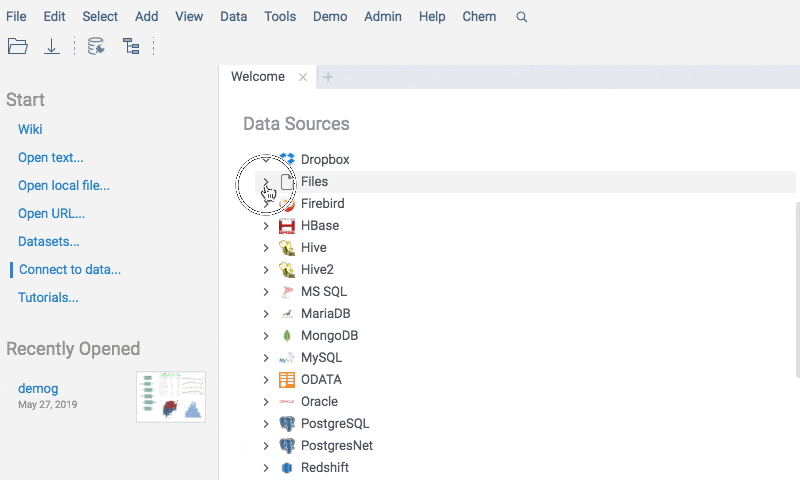 File Edit Select Add View Data Tools Demo Admin Help Chem
Welcome
Start
Wiki
Open text...
Open local file...
Open URL...
Datasets...
Connect to data...
Tutorials...
Recently Opened
demog
May 27, 2019
Data Sources
Dropbox
Files
Firebird
HBase
Hive
Hive2
MS SQL
MariaDB
MongoDB
MySQL
ODATA
Oracle
PostgreSQL
PostgresNet
Redshift